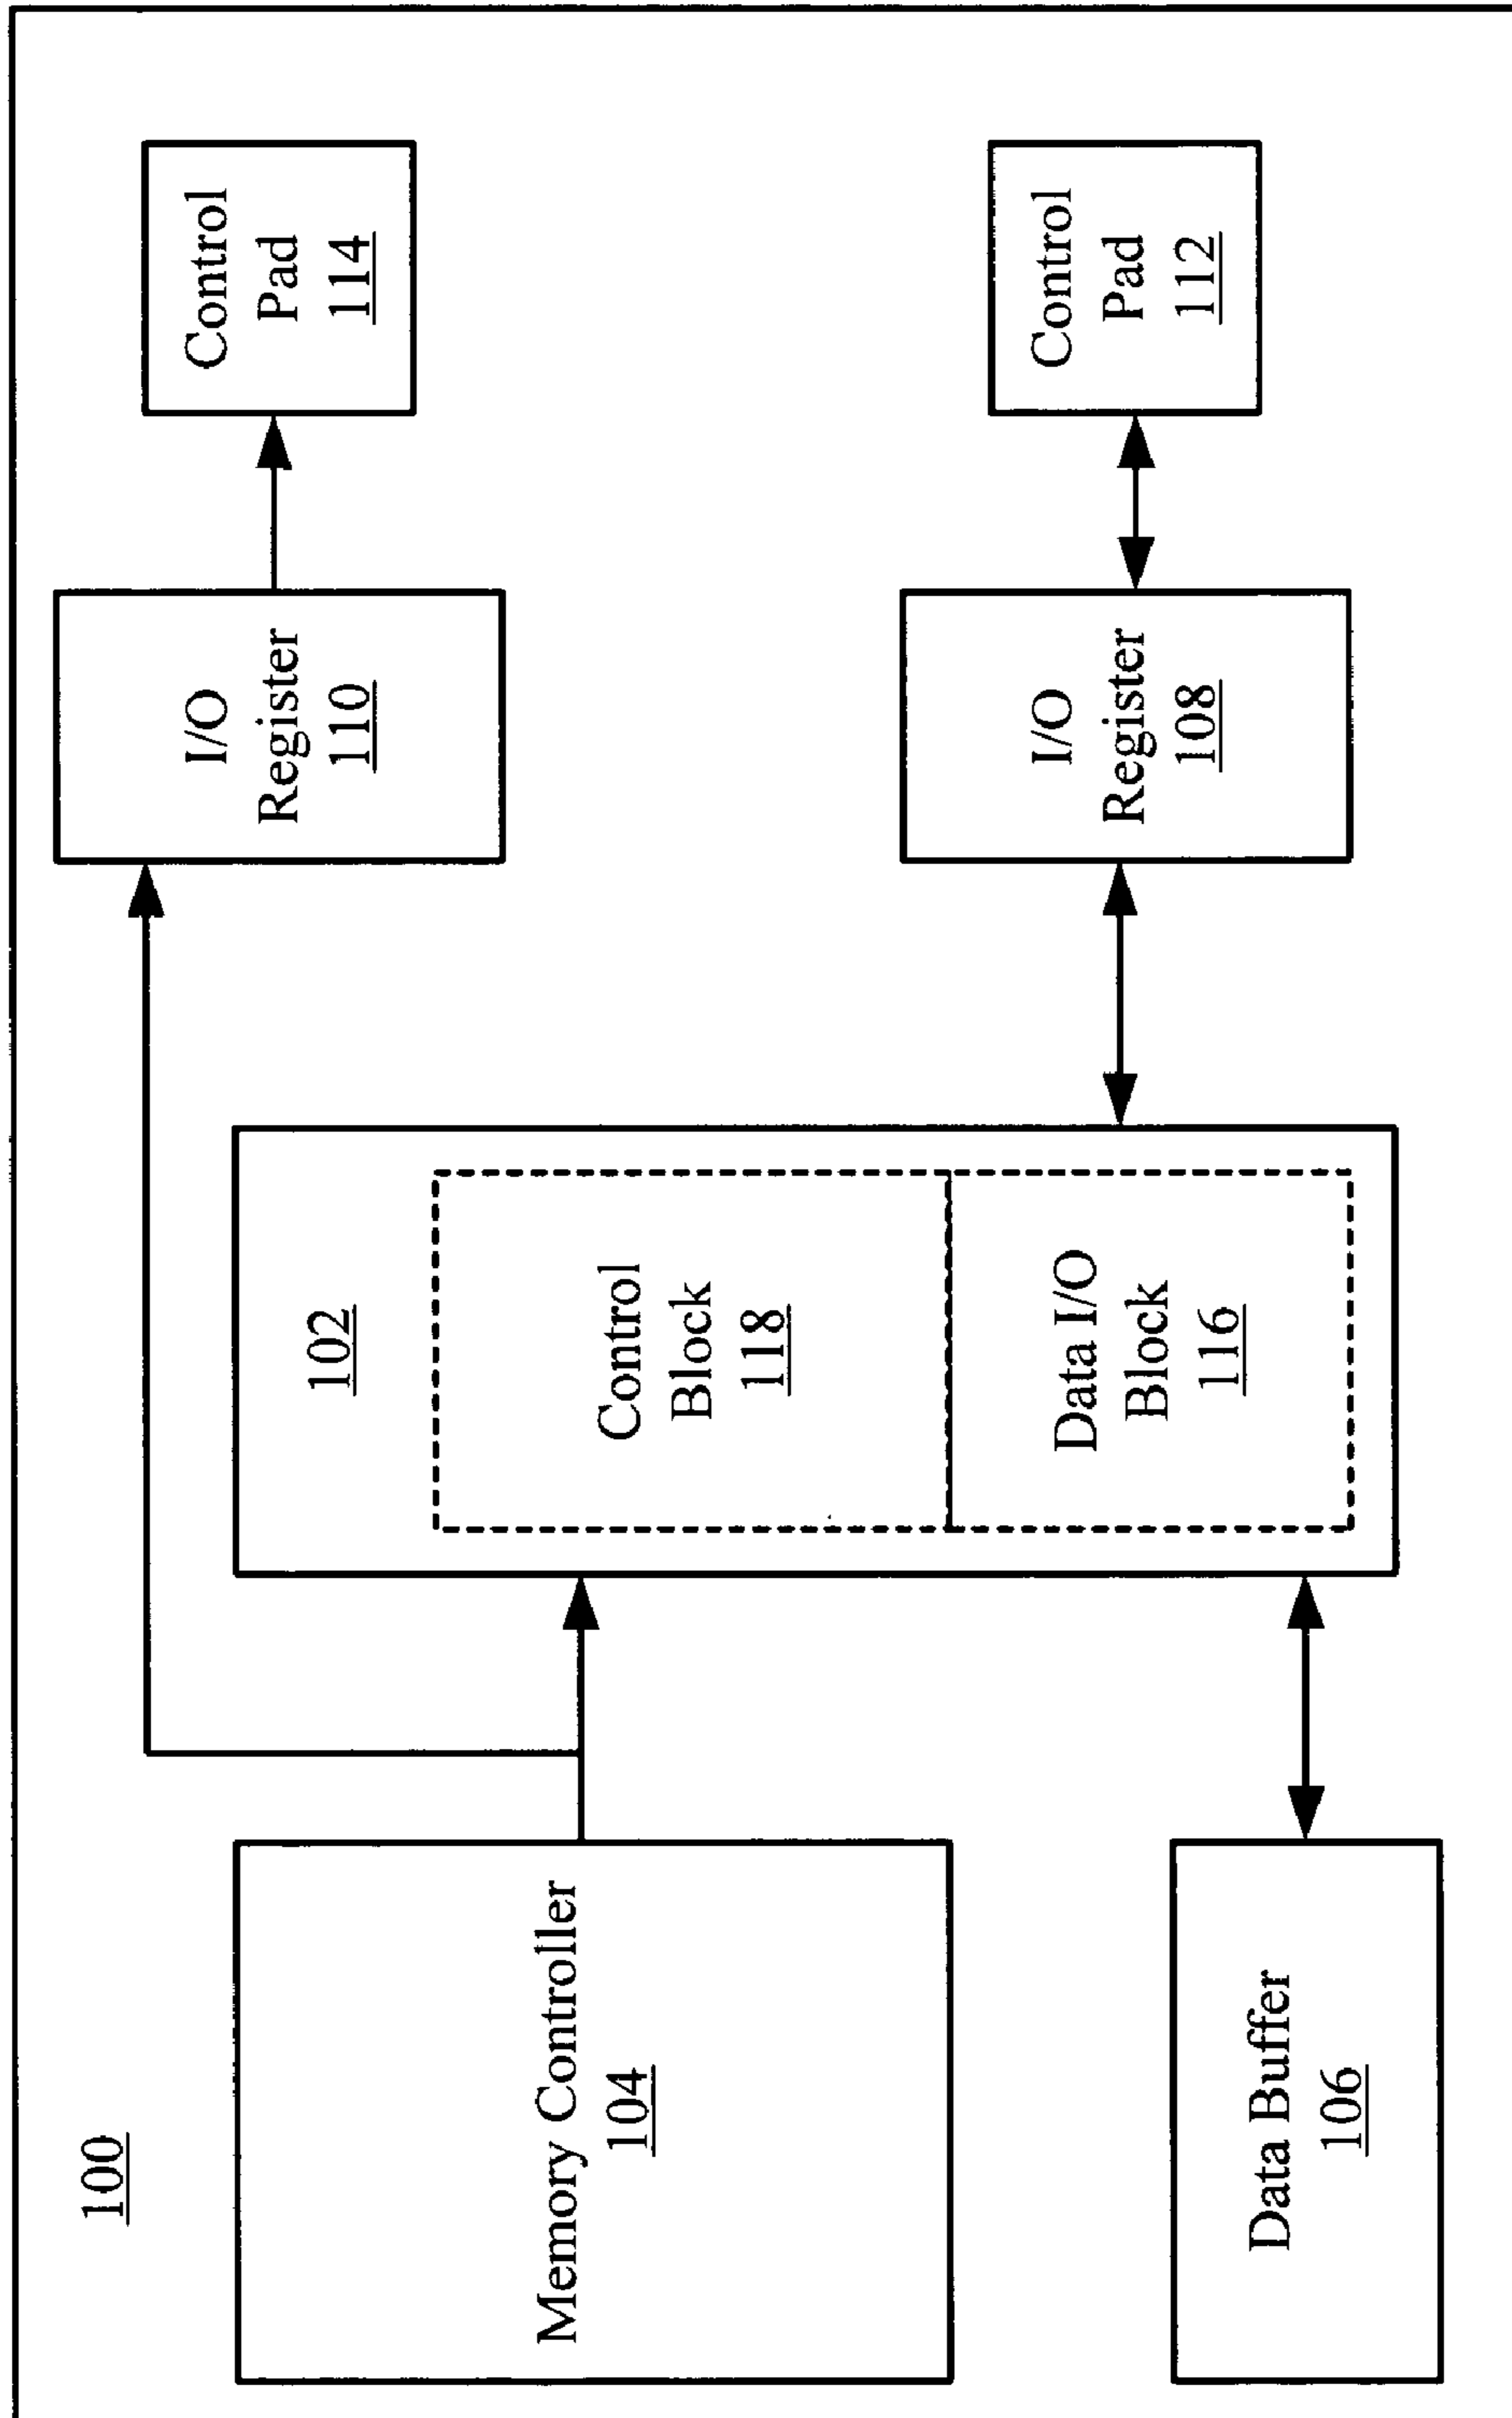 100
Memory Controller
104
Data Buffer
106
102
Control
Block
118
Data I/O
Block
116
I/O
Register
110
I/O
Register
108
Control
Pad
114
Control
Pad
112